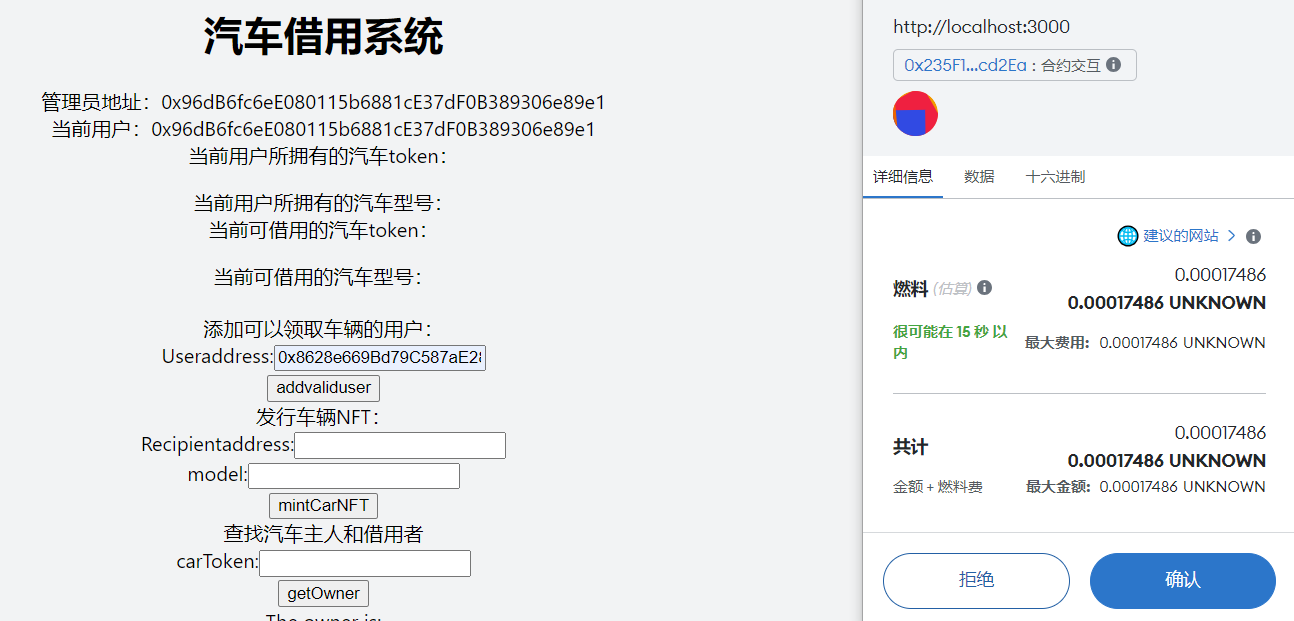 汽车借用系统
管理员地址：0x96dB6fc6eE080115b6881cE37dF0B389306e89e1
当前用户：0x96dB6fc6eE080115b6881cE37dF0B389306e89e1
当前用户所拥有的汽车token：
当前用户所拥有的汽车型号：
当前可借用的汽车token：
当前可借用的汽车型号：
添加可以领取车辆的用户：
Useraddress:0x8628e669Bd79C587aE28
addvaliduser
发行车辆NFT：
Recipientaddress:
model:
mintCarNFT
查找汽车主人和借用者
carToken:
getOwner
The owner is:
http://localhost:3000
0x235F1...cd2Ea : 合约交互
详细信息 数据 十六进制
建议的网站 >
0.00017486
燃料 (估算) 0.00017486 UNKNOWN
很可能在 15 秒 以内
最大费用: 0.00017486 UNKNOWN
0.00017486
共计 0.00017486 UNKNOWN
金额 + 燃料费 最大金额: 0.00017486 UNKNOWN
拒绝 确认